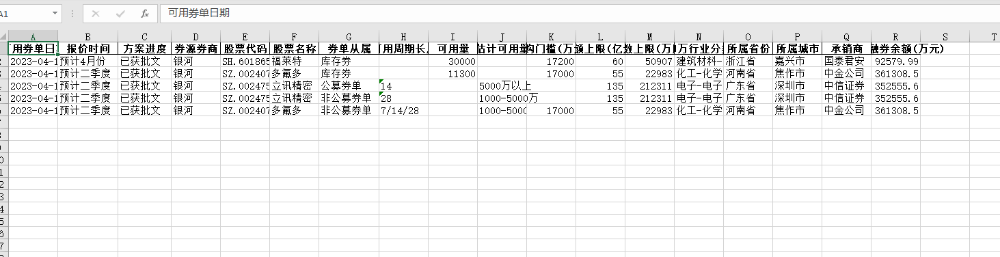 A1 fx 可用券单日期
A B C D E F G H I J K L M N O P Q R S T
用券单日 报价时间 方案进度 券源券商 股票代码 股票名称 券单从属 用周期长 可用量 估计可用量 购门槛(万 额上限(亿 数上限(万 万行业分 所属省份 所属城市 承销商 融券余额(万元)
2023-04-1 预计4月份 已获批文 银河 SH.601865 福莱特 库存券 30000 17200 60 50907 建筑材料- 浙江省 嘉兴市 国泰君安 92579.99
2023-04-1 预计二季度 已获批文 银河 SZ.002407 多氟多 库存券 11300 17000 55 22983 化工-化学 河南省 焦作市 中金公司 361308.5
2023-04-1 预计二季度 已获批文 银河 SZ.002475 立讯精密 公募券单 14 5000万以上 135 212311 电子-电子 广东省 深圳市 中信证券 352555.6
2023-04-1 预计二季度 已获批文 银河 SZ.002475 立讯精密 非公募券单 28 1000-5000万 135 212311 电子-电子 广东省 深圳市 中信证券 352555.6
2023-04-1 预计二季度 已获批文 银河 SZ.002407 多氟多 非公募券单 7/14/28 1000-5000 17000 55 22983 化工-化学 河南省 焦作市 中金公司 361308.5